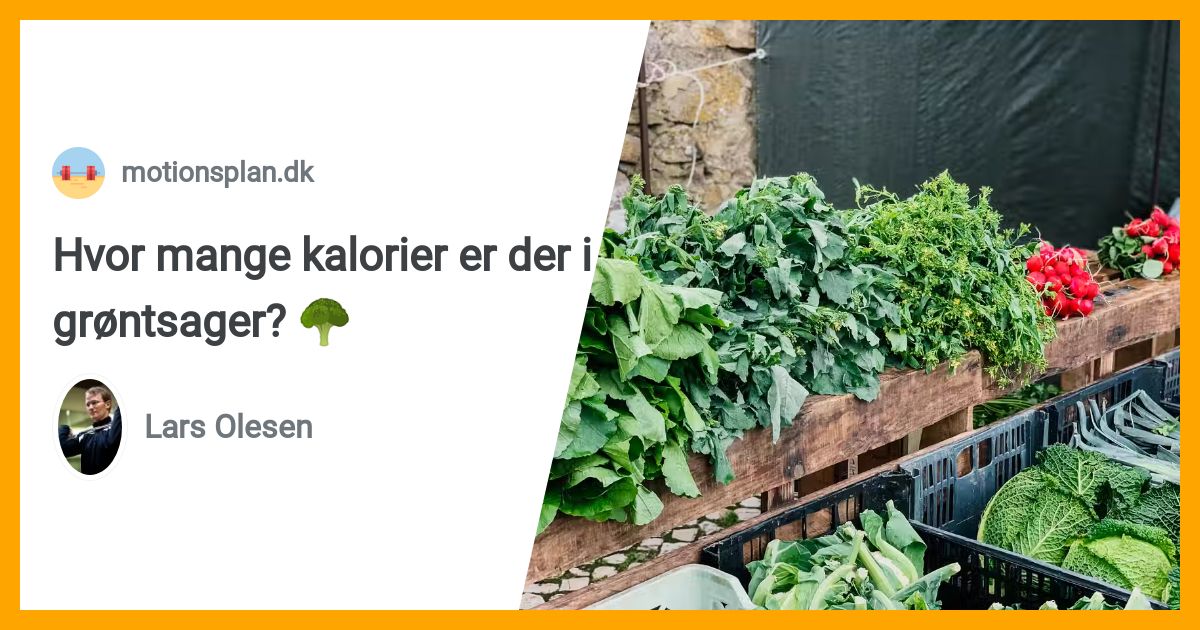 motionsplan.dk
Hvor mange kalorier er der i
grøntsager? 🥦
Lars Olesen